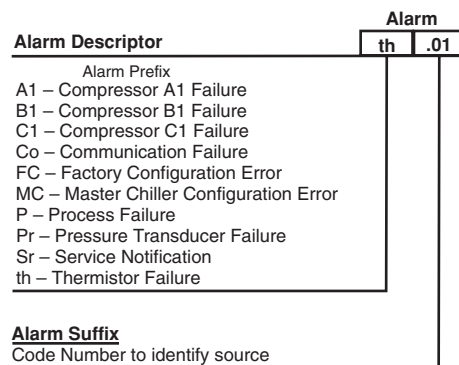 Alarm
Alarm Descriptor th .01
Alarm Prefix
A1 – Compressor A1 Failure
B1 – Compressor B1 Failure
C1 – Compressor C1 Failure
Co – Communication Failure
FC – Factory Configuration Error
MC – Master Chiller Configuration Error
P – Process Failure
Pr – Pressure Transducer Failure
Sr – Service Notification
th – Thermistor Failure
Alarm Suffix
Code Number to identify source